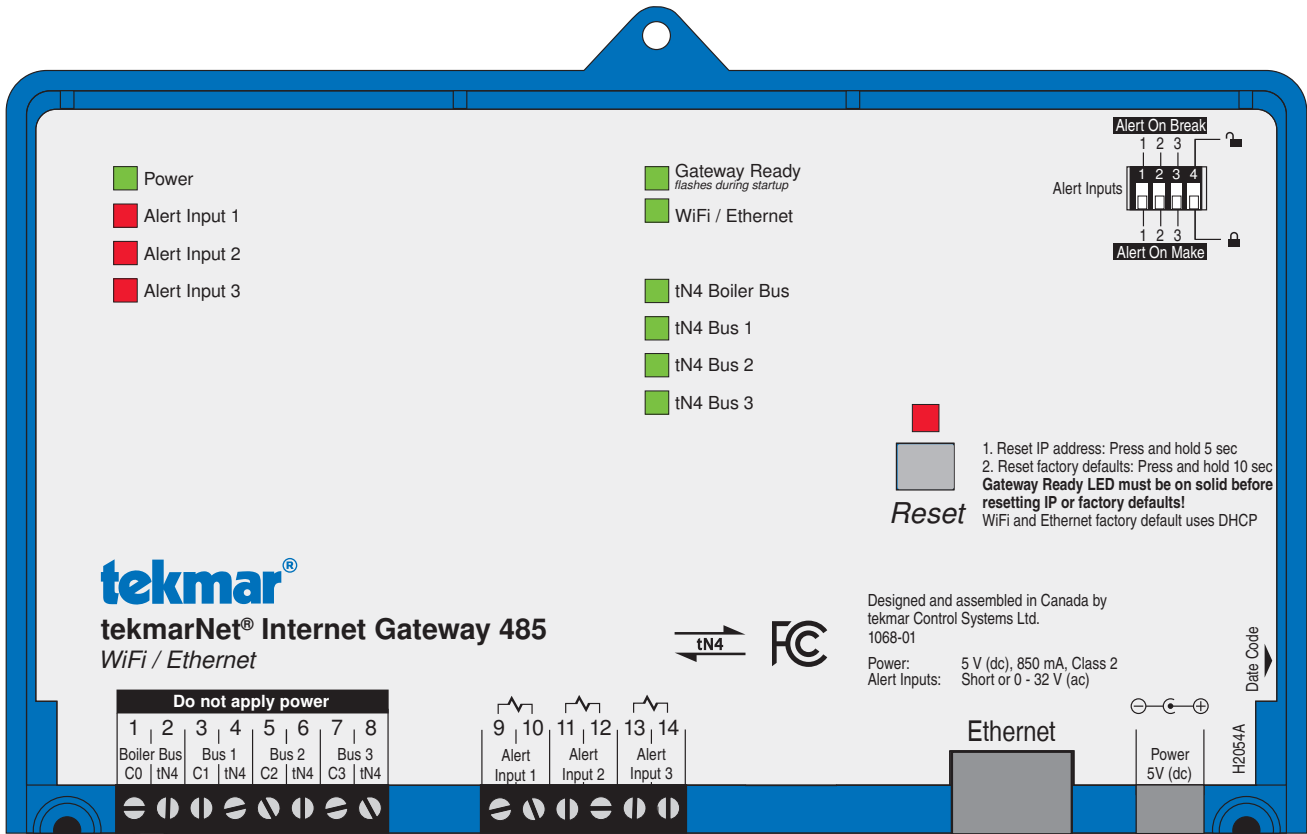 Power
Alert Input 1
Alert Input 2
Alert Input 3
Gateway Ready
flashes during startup
WiFi / Ethernet
tN4 Boiler Bus
tN4 Bus 1
tN4 Bus 2
tN4 Bus 3
Alert On Break
1 2 3
Alert Inputs
1 2 3 4
1 2 3
Alert On Make
Reset
1. Reset IP address: Press and hold 5 sec
2. Reset factory defaults: Press and hold 10 sec
Gateway Ready LED must be on solid before
resetting IP or factory defaults!
WiFi and Ethernet factory default uses DHCP
tekmar®
tekmarNet® Internet Gateway 485
WiFi / Ethernet
tN4
FC
Designed and assembled in Canada by
tekmar Control Systems Ltd.
1068-01
Power: 5 V (dc), 850 mA, Class 2
Alert Inputs: Short or 0 - 32 V (ac)
Date Code
H2054A
Do not apply power
1 2 3 4 5 6 7 8
Boiler Bus Bus 1 Bus 2 Bus 3
C0 tN4 C1 tN4 C2 tN4 C3 tN4
9 10 11 12 13 14
Alert Alert Alert
Input 1 Input 2 Input 3
Ethernet
Power
5V (dc)